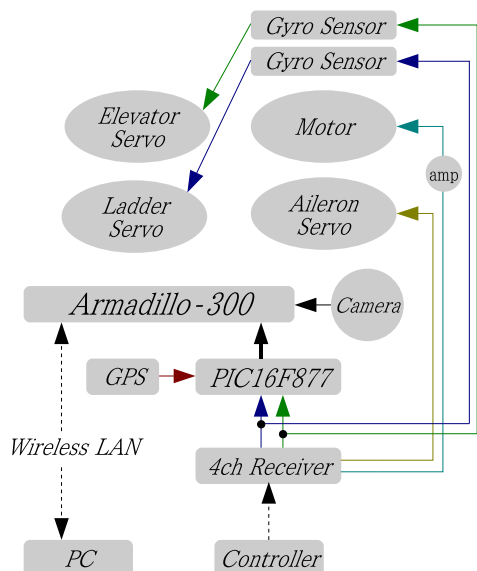 Gyro Sensor
Gyro Sensor
Elevator
Servo
Motor
amp
Ladder
Servo
Aileron
Servo
Armadillo-300
Camera
GPS
PIC16F877
Wireless LAN
4ch Receiver
PC
Controller